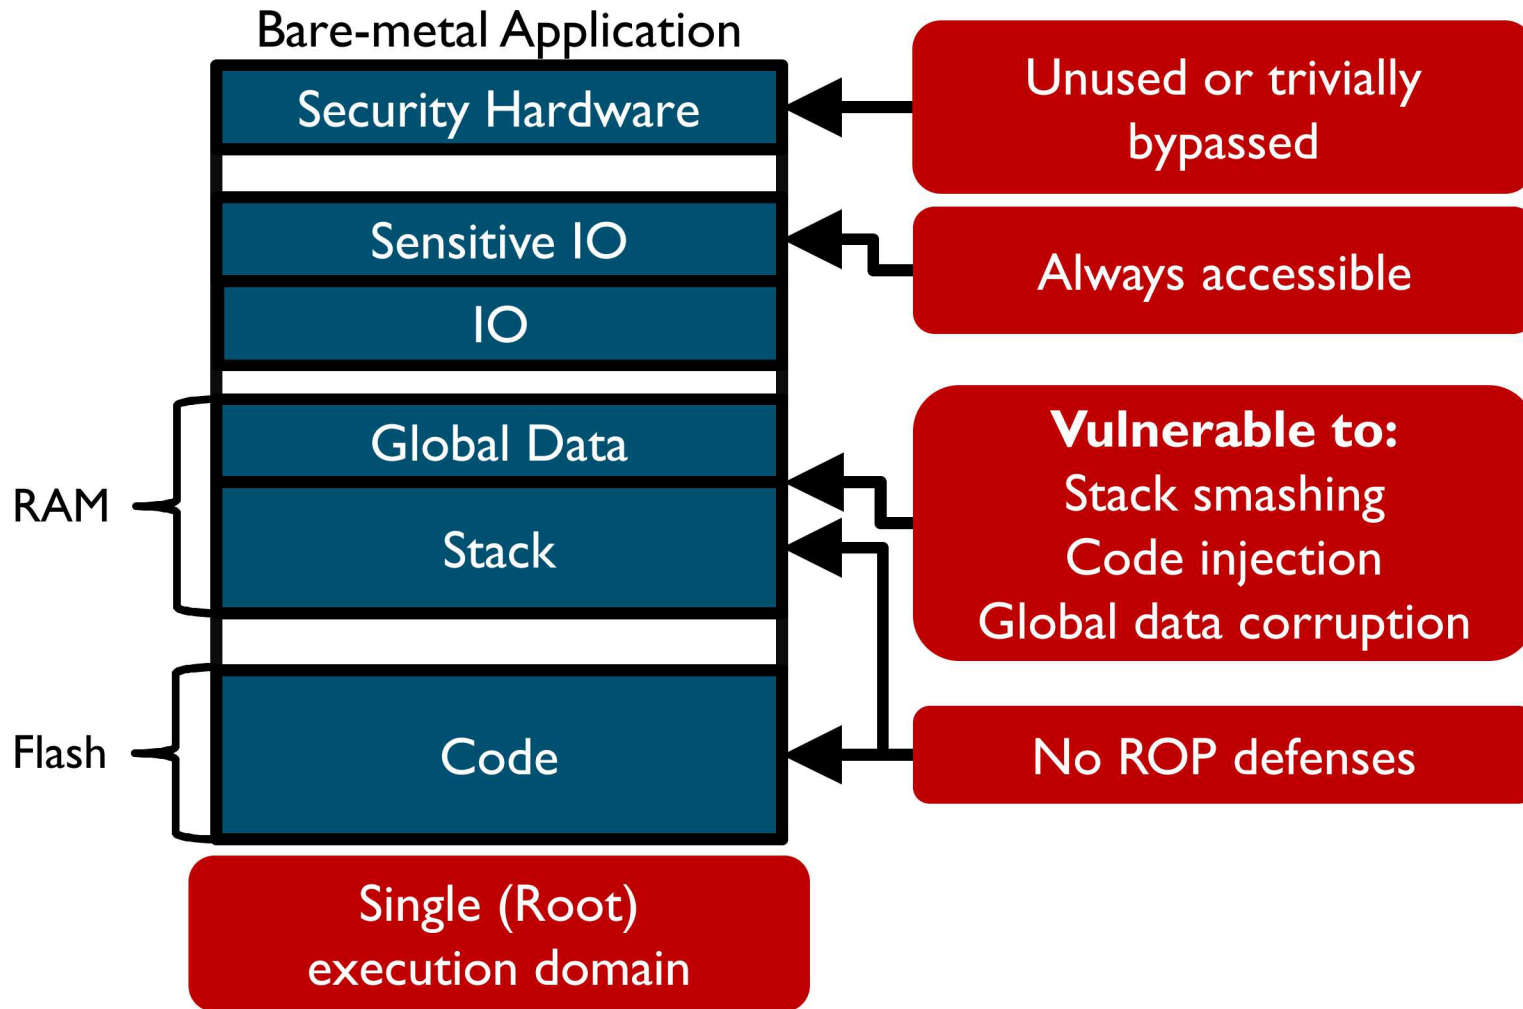 Bare-metal Application
Security Hardware
Unused or trivially
bypassed
Sensitive IO
Always accessible
IO
RAM
Global Data
Stack
Vulnerable to:
Stack smashing
Code injection
Global data corruption
Flash
Code
No ROP defenses
Single (Root)
execution domain